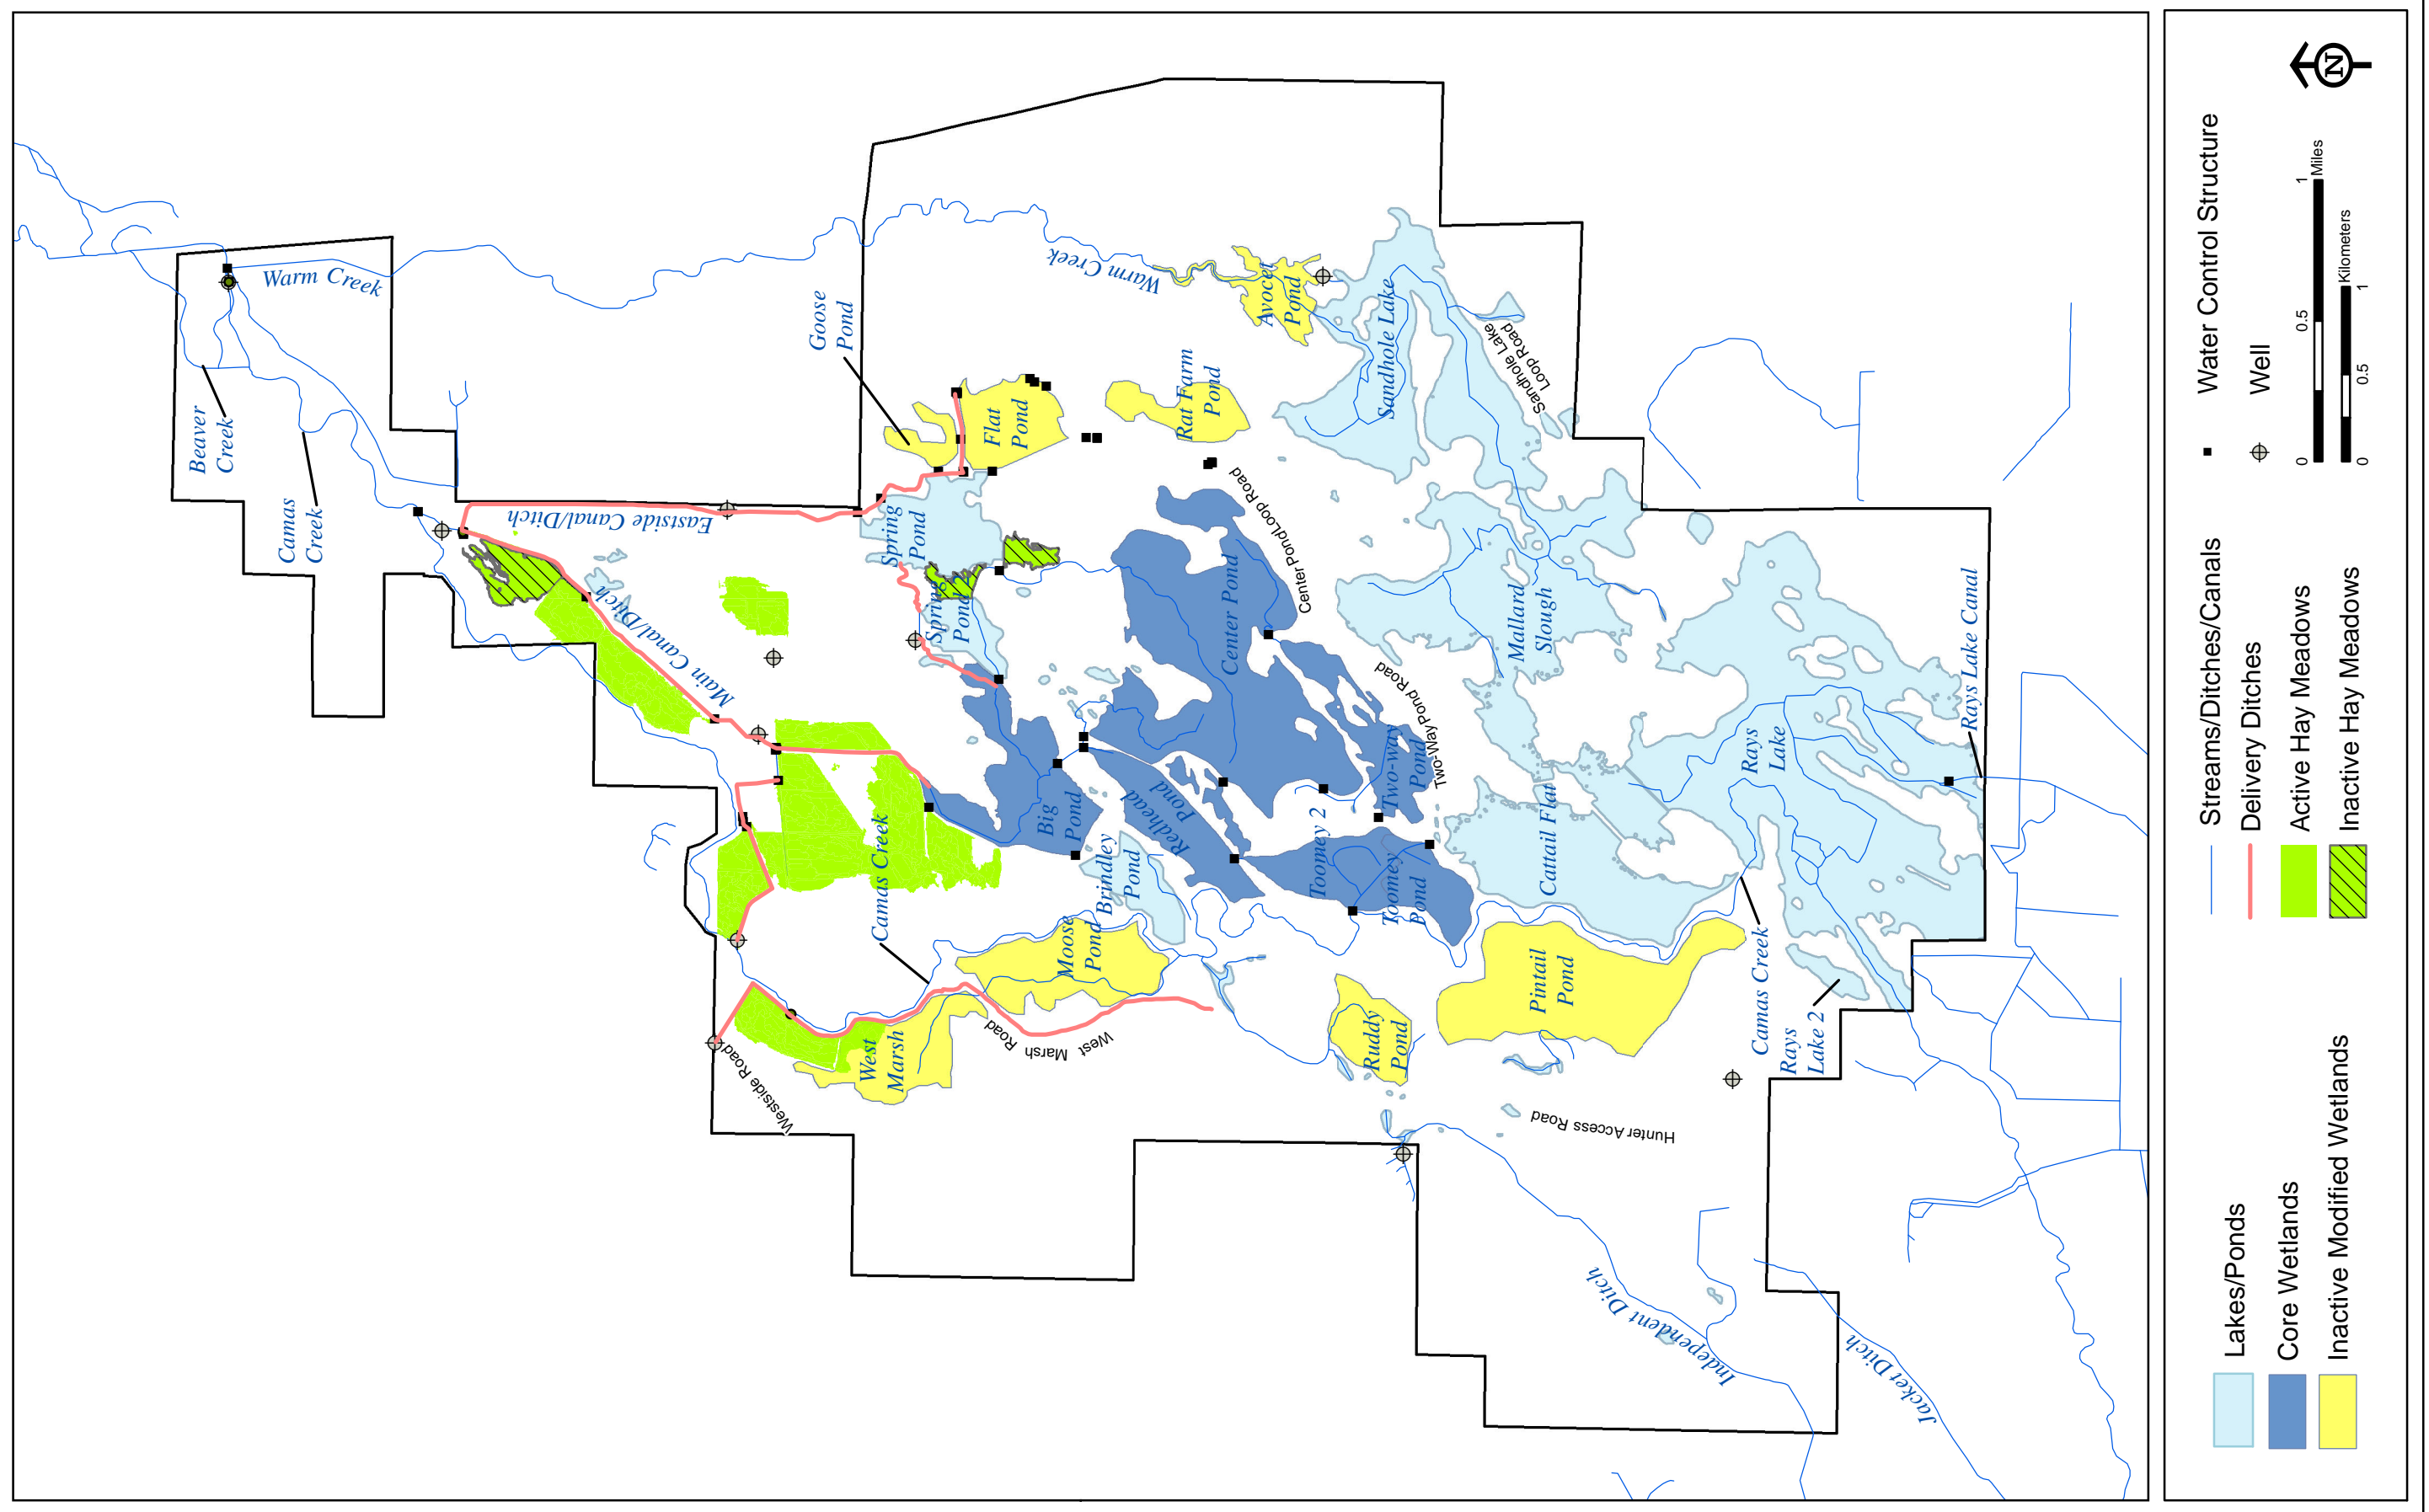 Beaver
Creek
Camas
Creek
Warm Creek
Goose
Pond
Eastside Canal/Ditch
Main Canal/Ditch
Spring
Pond
Spring
Pond 2
Flat
Pond
Rat Farm
Pond
Warm Creek
Avocet
Pond
Sandhole Lake
Sandhole Lake
Loop Road
Center Pond Loop Road
Center Pond
Two-Way Pond Road
Two-way
Pond
Mallard
Slough
Big
Pond
Redhead
Pond
Brindley
Pond
Toomey 2
Toomey
Pond
Cattail Flat
Rays
Lake
Rays Lake Canal
Camas Creek
Moose
Pond
West
Marsh
West Marsh Road
Westside Road
Ruddy
Pond
Pintail
Pond
Camas Creek
Rays
Lake 2
Hunter Access Road
Independent Ditch
Jacket Ditch
Lakes/Ponds
Core Wetlands
Inactive Modified Wetlands
Streams/Ditches/Canals
Delivery Ditches
Active Hay Meadows
Inactive Hay Meadows
Water Control Structure
Well
0 0.5 1
Miles
Kilometers
0 0.5 1
N